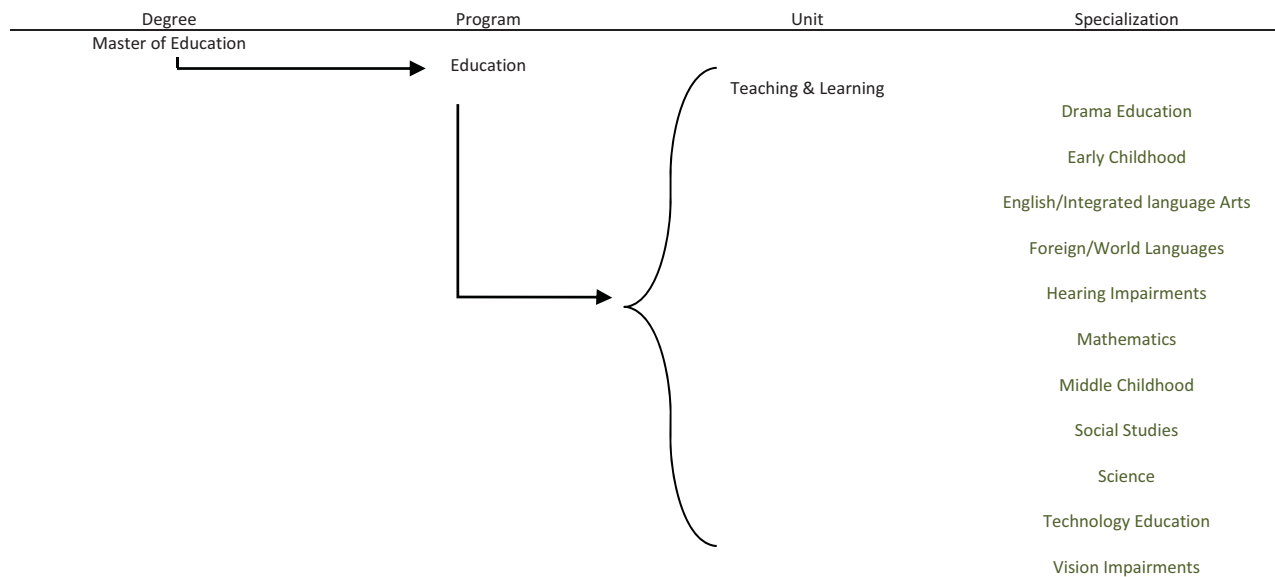 Degree Program Unit Specialization
Master of Education
Education
Teaching & Learning
Drama Education
Early Childhood
English/Integrated language Arts
Foreign/World Languages
Hearing Impairments
Mathematics
Middle Childhood
Social Studies
Science
Technology Education
Vision Impairments